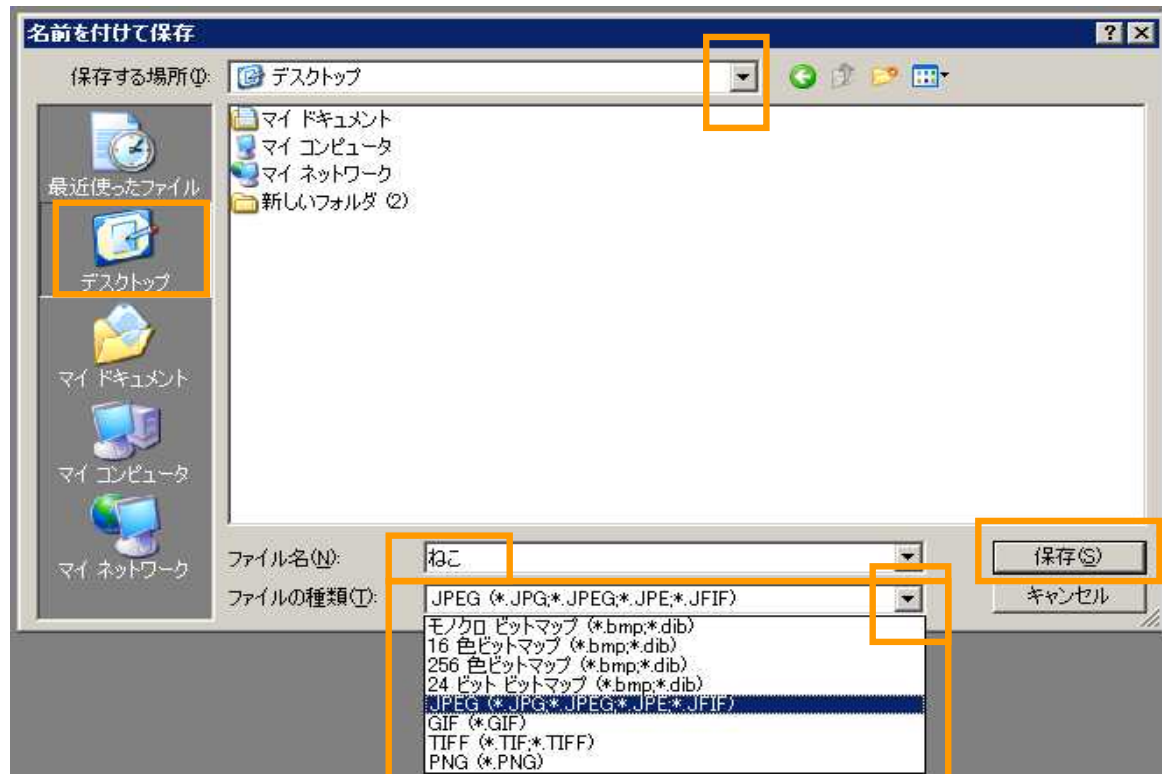 名前を付けて保存
保存する場所(I):
デスクトップ
最近使ったファイル
デスクトップ
マイ ドキュメント
マイ コンピュータ
マイ ネットワーク
マイ ドキュメント
マイ コンピュータ
マイ ネットワーク
新しいフォルダ (2)
ファイル名(N):
ねこ
保存(S)
ファイルの種類(T):
JPEG (*.JPG;*.JPEG;*.JPE;*.JFIF)
キャンセル
モノクロ ビットマップ (*.bmp;*.dib)
16 色ビットマップ (*.bmp;*.dib)
256 色ビットマップ (*.bmp;*.dib)
24 ビット ビットマップ (*.bmp;*.dib)
JPEG (*.JPG;*.JPEG;*.JPE;*.JFIF)
GIF (*.GIF)
TIFF (*.TIF;*.TIFF)
PNG (*.PNG)